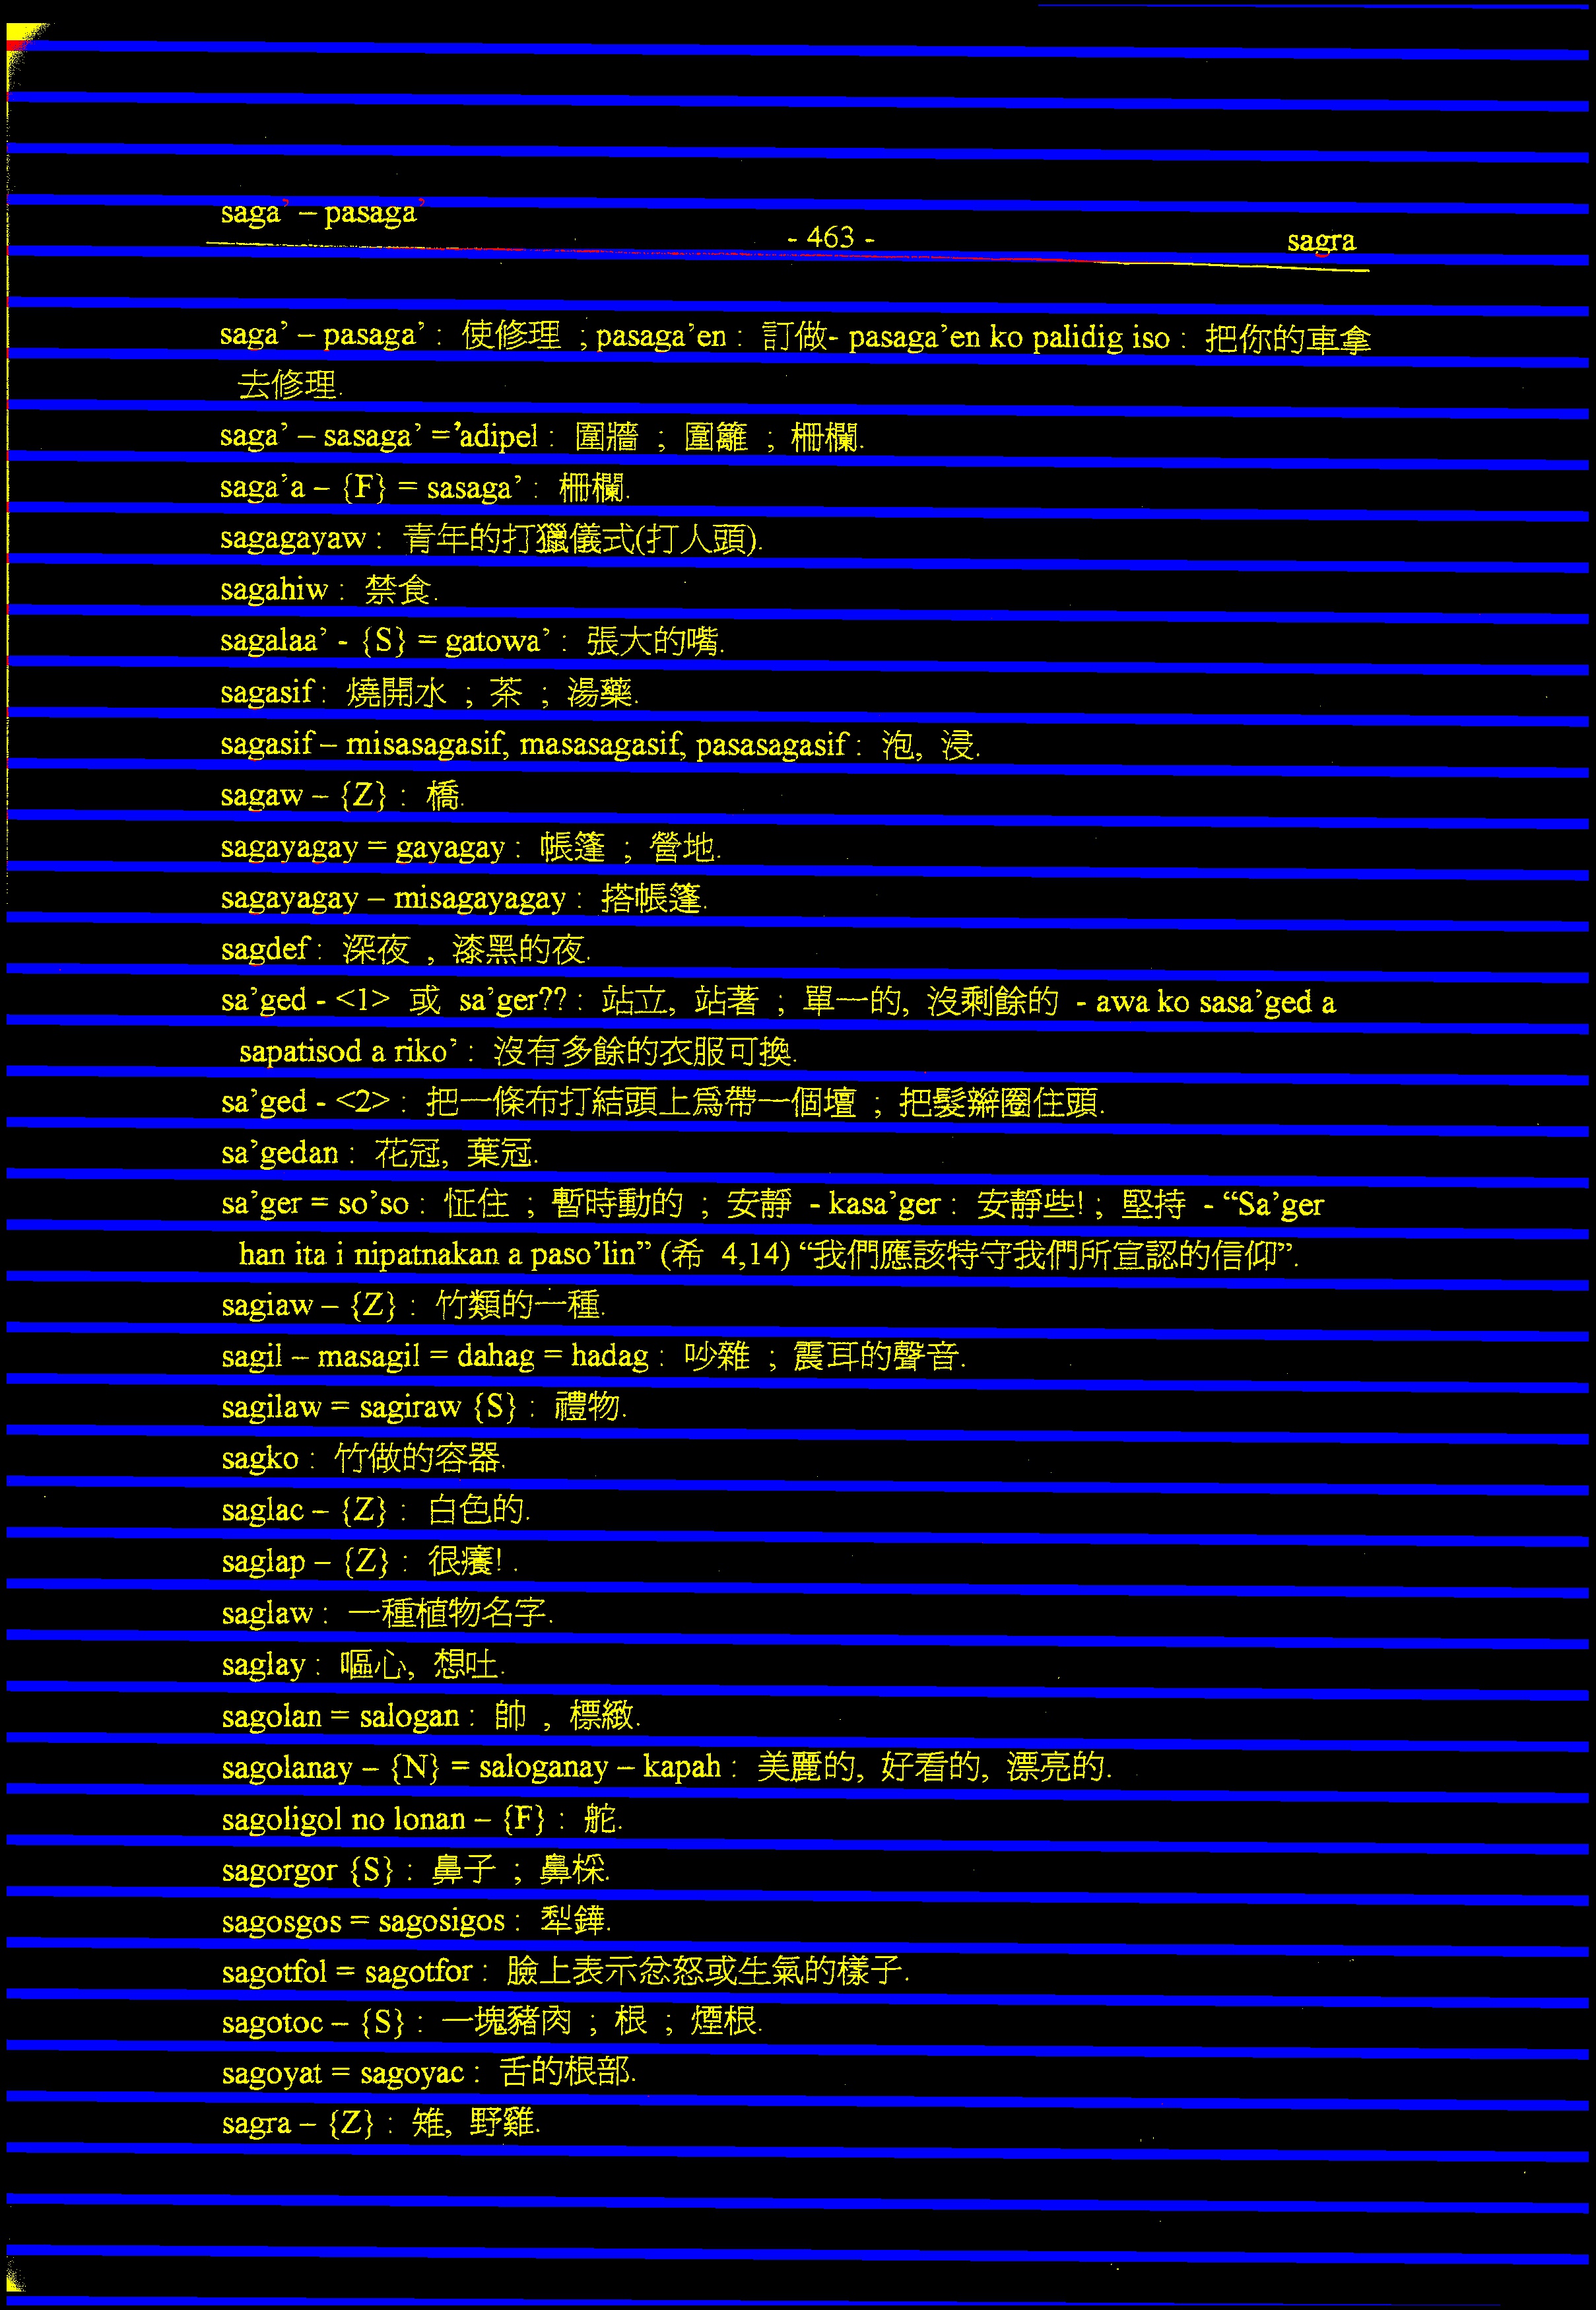 saga’ – pasaga’
- 463 -
sagra
saga’ – pasaga’ : 使修理 ; pasaga’en : 訂做- pasaga’en ko palidig iso : 把你的車拿
去修理.
saga’ – sasaga’ =’adipel : 圍牆 ; 圍籬 ; 柵欄.
saga’a – {F} = sasaga’ : 柵欄.
sagagayaw : 青年的打獵儀式(打人頭).
sagahiw : 禁食.
sagalaa’ - {S} = gatowa’ : 張大的嘴.
sagasif : 燒開水 ; 茶 ; 湯藥.
sagasif – misasagasif, masasagasif, pasasagasif : 泡, 浸.
sagaw – {Z} : 橋.
sagayagay = gayagay : 帳篷 ; 營地.
sagayagay – misagayagay : 搭帳篷.
sagdef : 深夜 , 漆黑的夜.
sa’ged - <1> 或 sa’ger?? : 站立, 站著 ; 單一的, 沒剩餘的 - awa ko sasa’ged a
sapatisod a riko’ : 沒有多餘的衣服可換.
sa’ged - <2> : 把一條布打結頭上為帶一個壇 ; 把髮辮圈住頭.
sa’gedan : 花冠, 葉冠.
sa’ger = so’so : 怔住 ; 暫時動的 ; 安靜 - kasa’ger : 安靜些! ; 堅持 - “Sa’ger
han ita i nipatnakan a paso’lin” (希 4,14) “我們應該特守我們所宣認的信仰”.
sagiaw – {Z} : 竹類的一種.
sagil – masagil = dahag = hadag : 吵雜 ; 震耳的聲音.
sagilaw = sagiraw {S} : 禮物.
sagko : 竹做的容器.
saglac – {Z} : 白色的.
saglap – {Z} : 很癢! .
saglaw : 一種植物名字.
saglay : 嘔心, 想吐.
sagolan = salogan : 帥 , 標緻.
sagolanay – {N} = saloganay – kapah : 美麗的, 好看的, 漂亮的.
sagoligol no lonan – {F} : 舵.
sagorgor {S} : 鼻子 ; 鼻樑.
sagosgos = sagosigos : 犁鏵.
sagotfol = sagotfor : 臉上表示忿怒或生氣的樣子.
sagotoc – {S} : 一塊豬肉 ; 根 ; 煙根.
sagoyat = sagoyac : 舌的根部.
sagra – {Z} : 雉, 野雞.